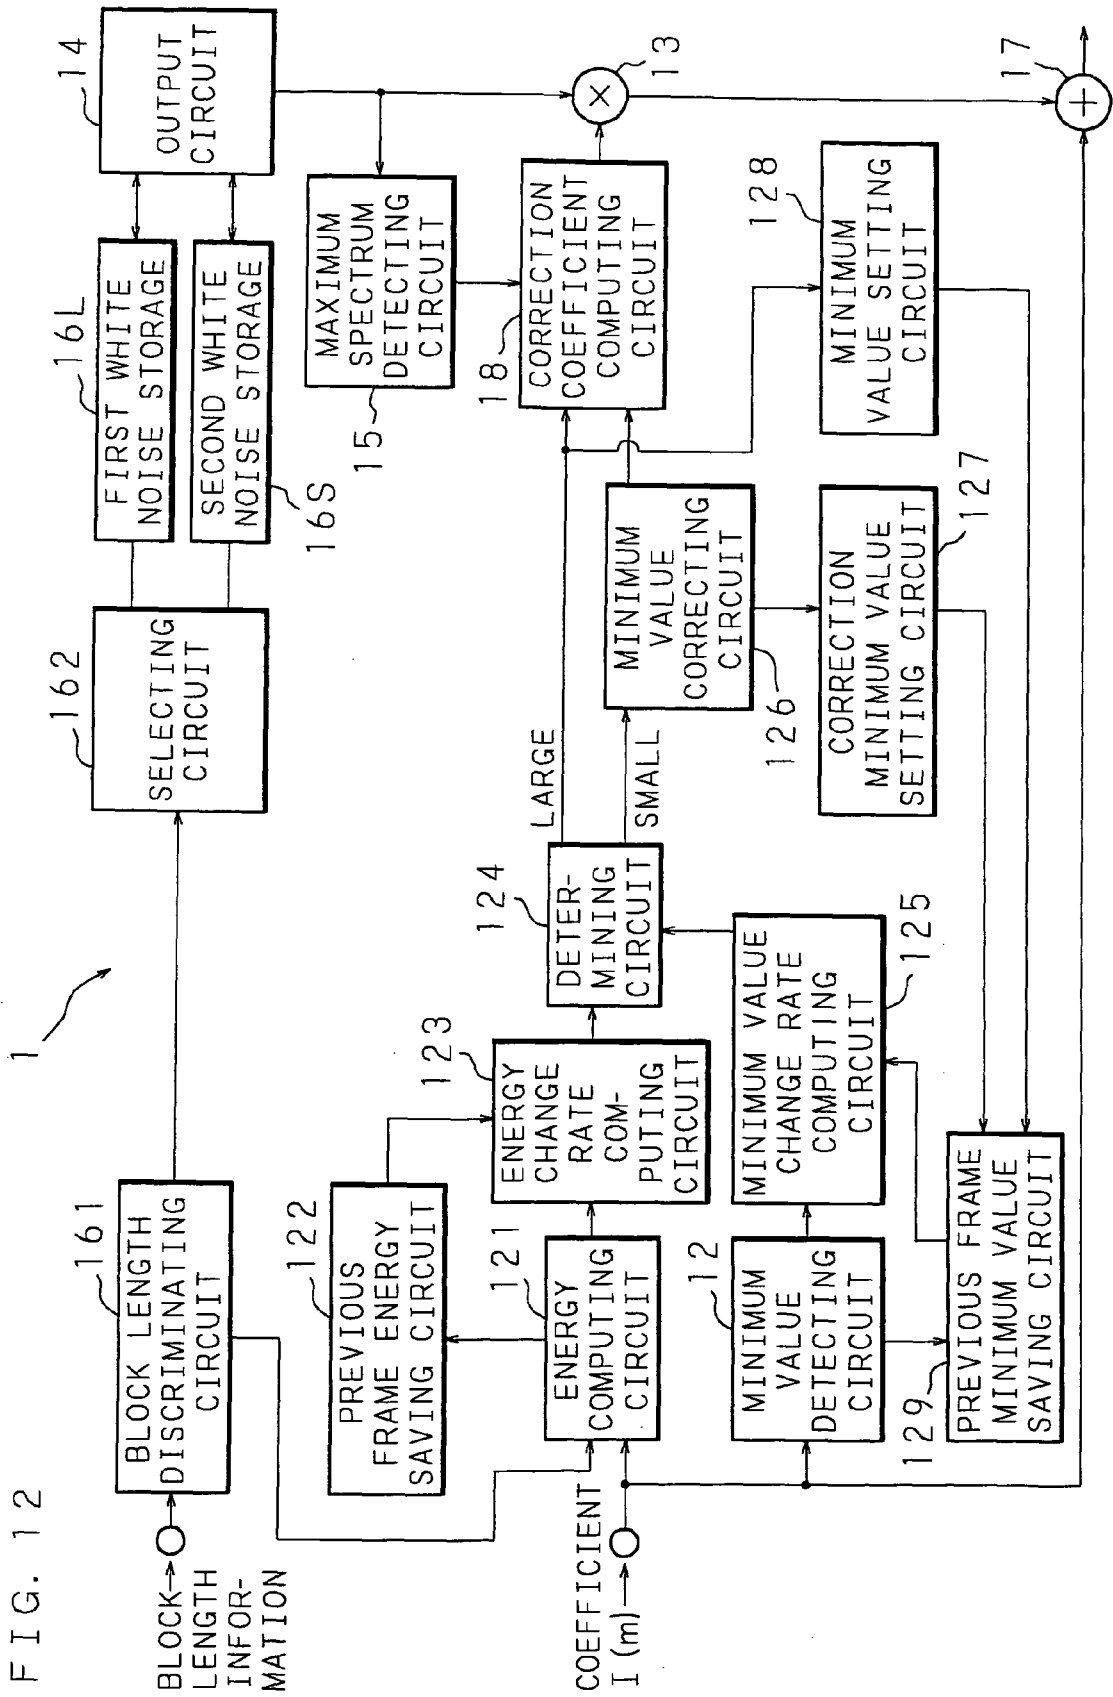 FIG. 12
1
BLOCK
LENGTH
INFOR-
MATION
161
BLOCK LENGTH
DISCRIMINATING
CIRCUIT
162
SELECTING
CIRCUIT
16L
FIRST WHITE
NOISE STORAGE
SECOND WHITE
NOISE STORAGE
16S
14
OUTPUT
CIRCUIT
122
PREVIOUS
FRAME ENERGY
SAVING CIRCUIT
MAXIMUM
SPECTRUM
DETECTING
CIRCUIT
15
COEFFICIENT
I (m)
121
ENERGY
COMPUTING
CIRCUIT
123
ENERGY
CHANGE
RATE
COM-
PUTING
CIRCUIT
124
DETER-
MINING
CIRCUIT
LARGE
SMALL
18
CORRECTION
COEFFICIENT
COMPUTING
CIRCUIT
×
13
12
MINIMUM
VALUE
DETECTING
CIRCUIT
MINIMUM VALUE
CHANGE RATE
COMPUTING
CIRCUIT
125
MINIMUM
VALUE
CORRECTING
CIRCUIT
126
128
MINIMUM
VALUE SETTING
CIRCUIT
CORRECTION
MINIMUM VALUE
SETTING CIRCUIT
127
129
PREVIOUS FRAME
MINIMUM VALUE
SAVING CIRCUIT
17
+